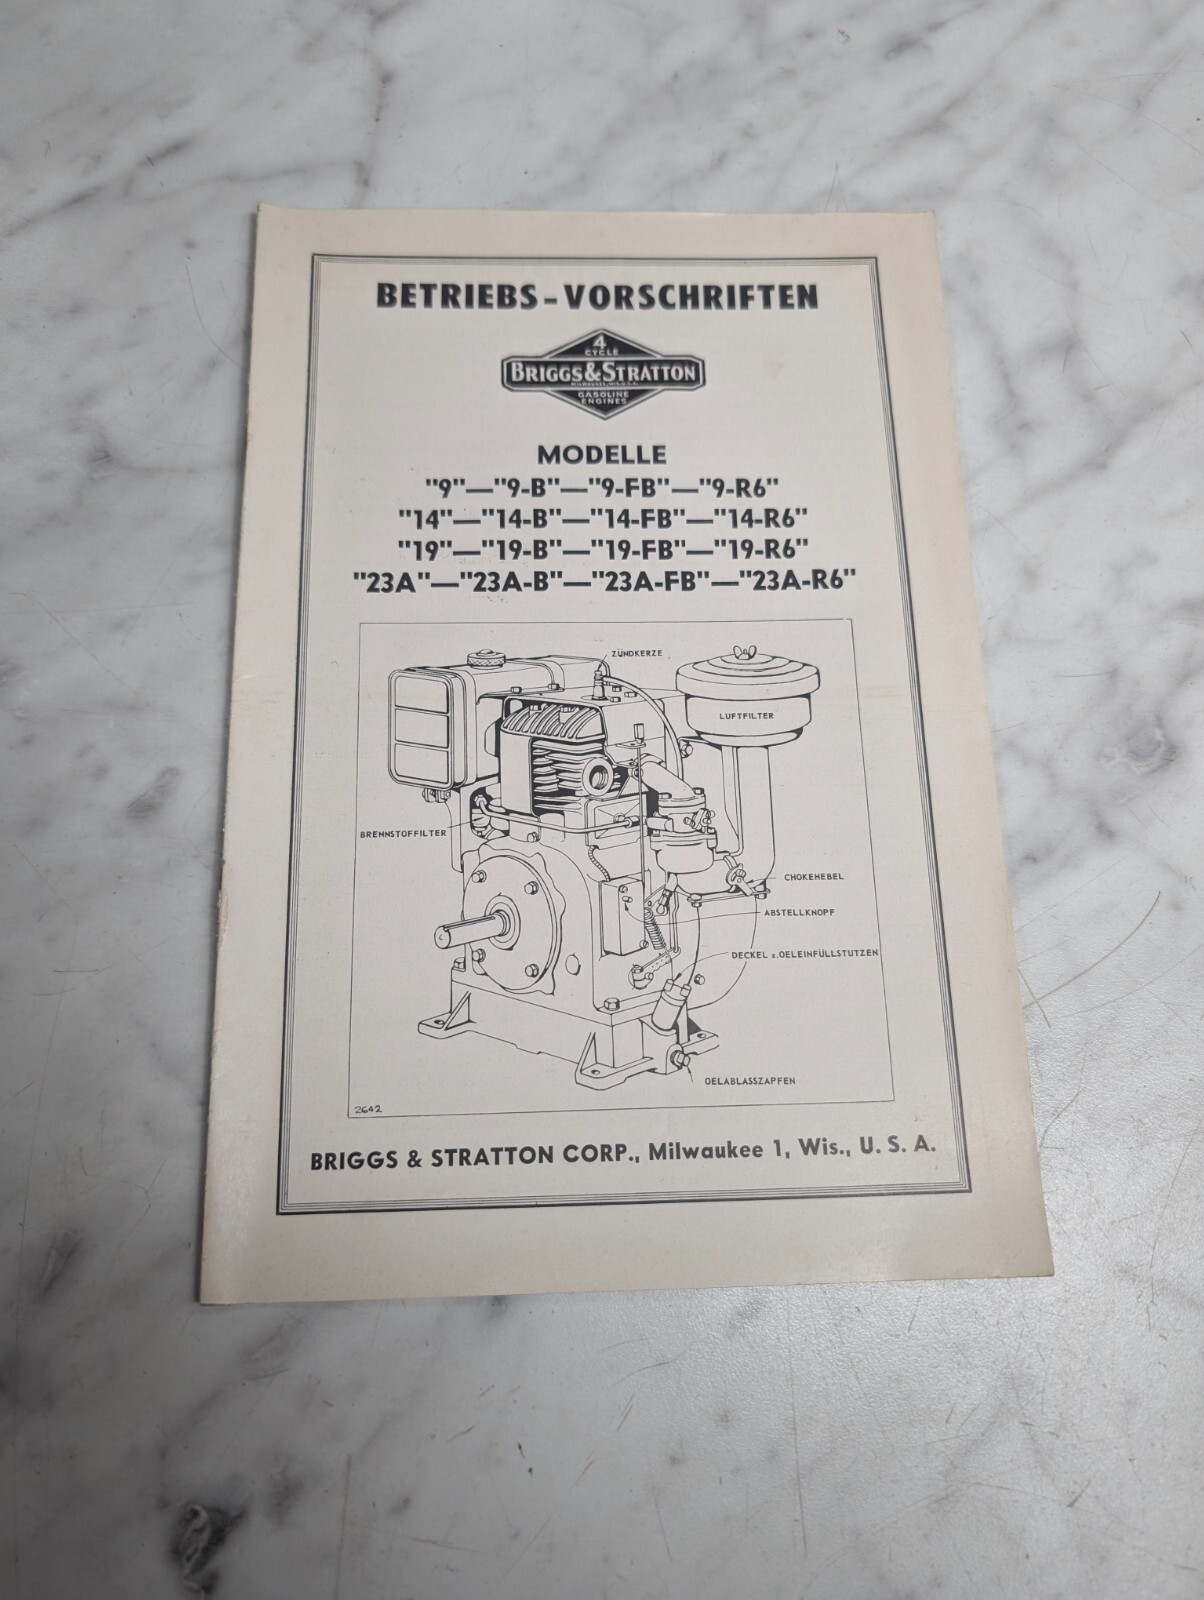 BETRIEBS-VORSCHRIFTEN
4
CYCLE
BRIGGS&STRATTON
MILWAUKEE, WIS. U.S.A.
GASOLINE
ENGINES
MODELLE
"9"—"9-B"—"9-FB"—"9-R6"
"14"—"14-B"—"14-FB"—"14-R6"
"19"—"19-B"—"19-FB"—"19-R6"
"23A"—"23A-B"—"23A-FB"—"23A-R6"
ZÜNDKERZE
LUFTFILTER
BRENNSTOFFILTER
CHOKEHEBEL
ABSTELLKNOPF
DECKEL z.OELEINFÜLLSTUTZEN
OELABLASSZAPFEN
2642
BRIGGS & STRATTON CORP., Milwaukee 1, Wis., U. S. A.